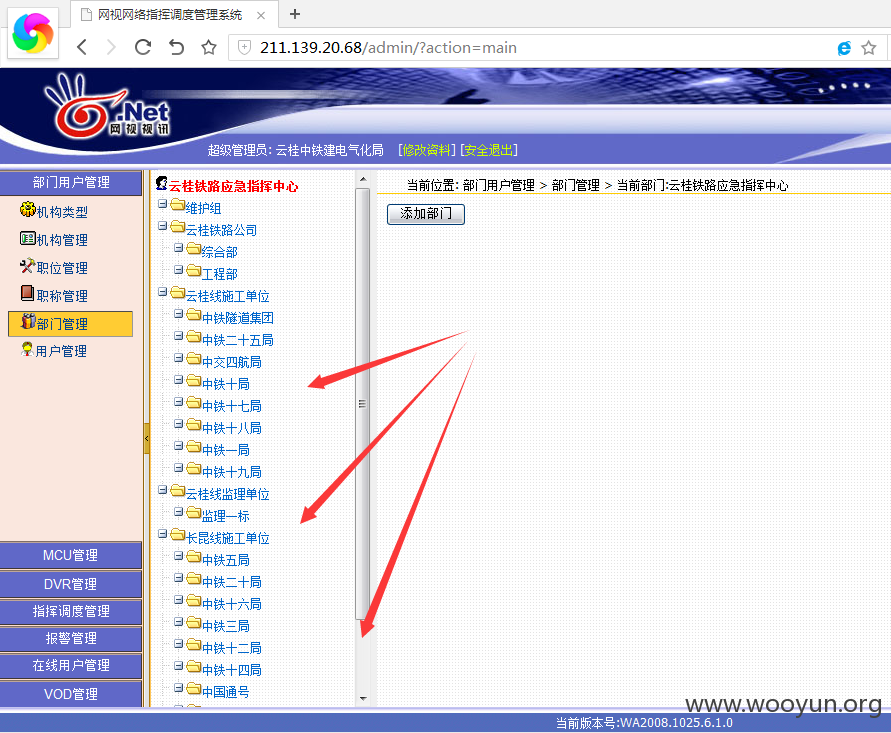 网视网络指挥调度管理系统
211.139.20.68/admin/?action=main
.Net
网视视讯
超级管理员: 云桂中铁建电气化局 [修改资料] [安全退出]
部门用户管理
机构类型
机构管理
职位管理
职称管理
部门管理
用户管理
MCU管理
DVR管理
指挥调度管理
报警管理
在线用户管理
VOD管理
云桂铁路应急指挥中心
维护组
云桂铁路公司
综合部
工程部
云桂线施工单位
中铁隧道集团
中铁二十五局
中交四航局
中铁十局
中铁十七局
中铁十八局
中铁一局
中铁十九局
云桂线监理单位
监理一标
长昆线施工单位
中铁五局
中铁二十局
中铁十六局
中铁三局
中铁十二局
中铁十四局
中国通号
当前位置: 部门用户管理 > 部门管理 > 当前部门:云桂铁路应急指挥中心
添加部门
www.wooyun.org
当前版本号:WA2008.1025.6.1.0